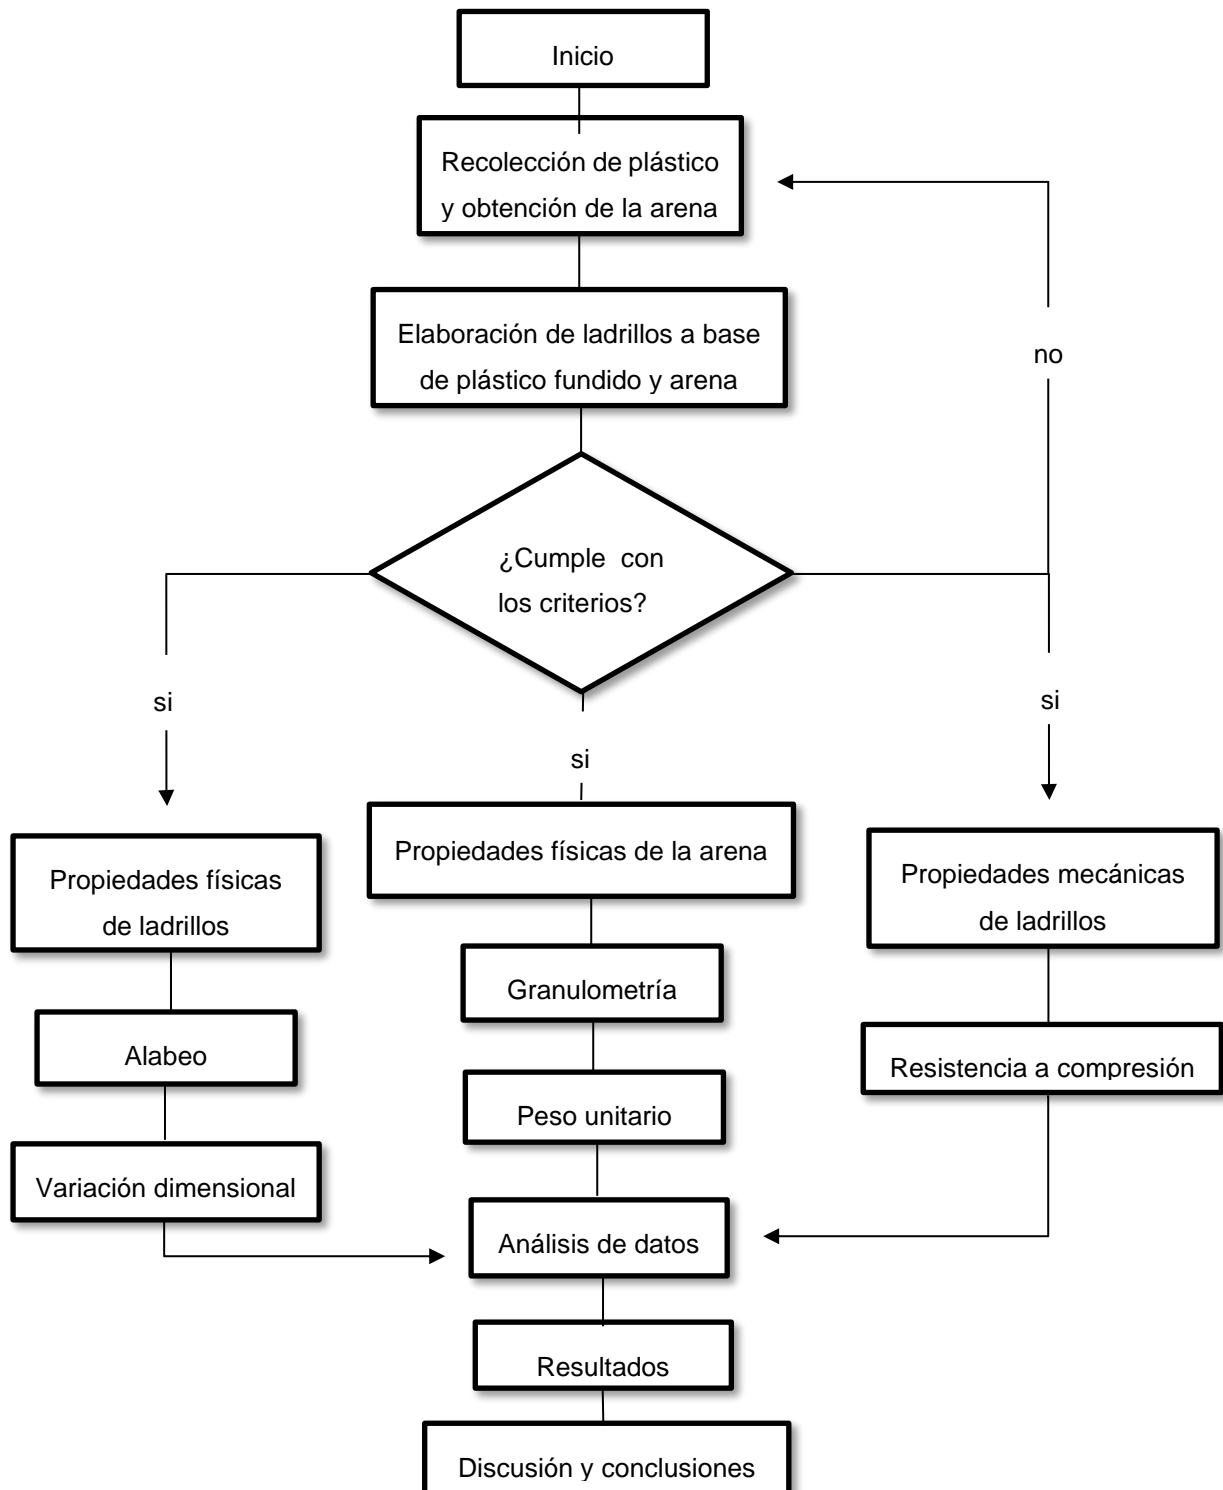 Inicio
Recolección de plástico
y obtención de la arena
Elaboración de ladrillos a base
de plástico fundido y arena
no
¿Cumple  con
los criterios?
si
si
si
Propiedades físicas
de ladrillos
Propiedades físicas de la arena
Propiedades mecánicas
de ladrillos
Granulometría
Alabeo
Resistencia a compresión
Peso unitario
Variación dimensional
Análisis de datos
Resultados
Discusión y conclusiones